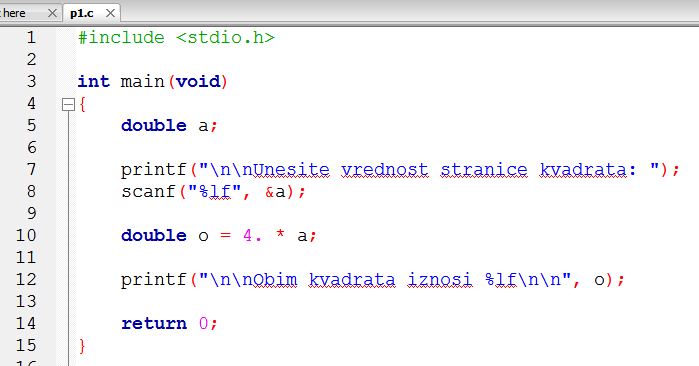 here
p1.c
1 #include <stdio.h>
2
3 int main(void)
4 {
5 double a;
6
7 printf("\n\nUnesite vrednost stranice kvadrata: ");
8 scanf("%lf", &a);
9
10 double o = 4. * a;
11
12 printf("\n\nObim kvadrata iznosi %lf\n\n", o);
13
14 return 0;
15 }